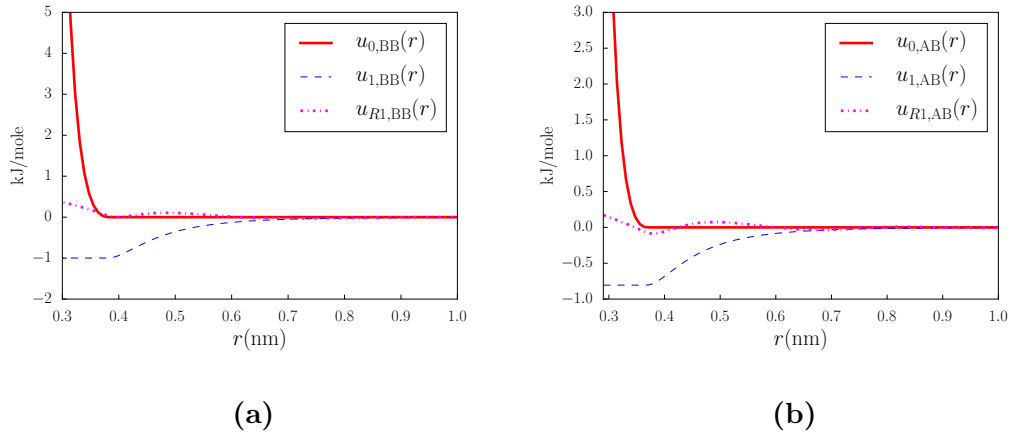 5
4
3
2
1
0
−1
−2
kJ/mole
0.3 0.4 0.5 0.6 0.7 0.8 0.9 1.0
r(nm)
u₀,BB(r)
u₁,BB(r)
u_R1,BB(r)
(a)
3.0
2.5
2.0
1.5
1.0
0.5
0.0
−0.5
−1.0
kJ/mole
0.3 0.4 0.5 0.6 0.7 0.8 0.9 1.0
r(nm)
u₀,AB(r)
u₁,AB(r)
u_R1,AB(r)
(b)